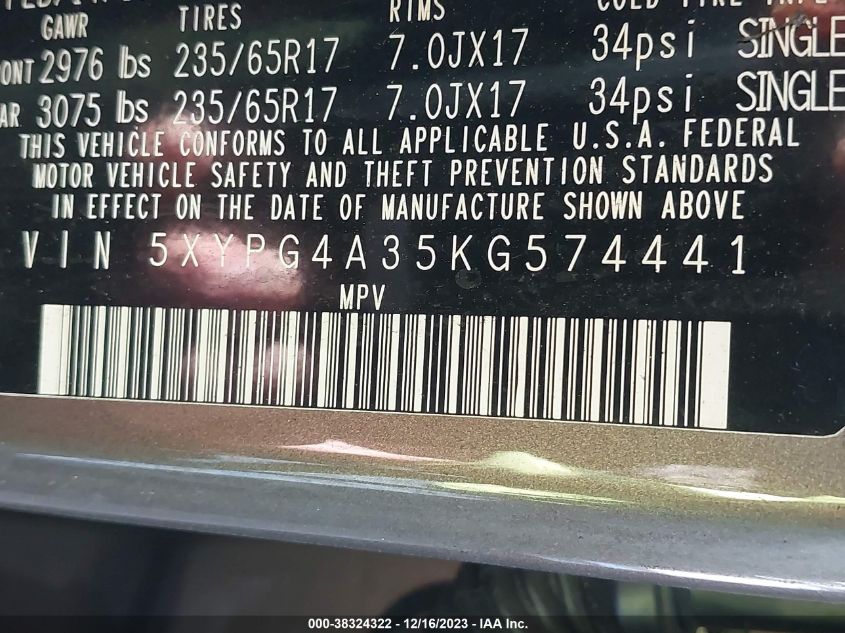 GAWR TIRES RIMS
2976 lbs 235/65R17 7.0JX17 34psi SINGLE
3075 lbs 235/65R17 7.0JX17 34psi SINGLE
THIS VEHICLE CONFORMS TO ALL APPLICABLE U.S.A. FEDERAL
MOTOR VEHICLE SAFETY AND THEFT PREVENTION STANDARDS
IN EFFECT ON THE DATE OF MANUFACTURE SHOWN ABOVE
VIN 5XYPG4A35KG574441
MPV
000-38324322 - 12/16/2023 - IAA Inc.